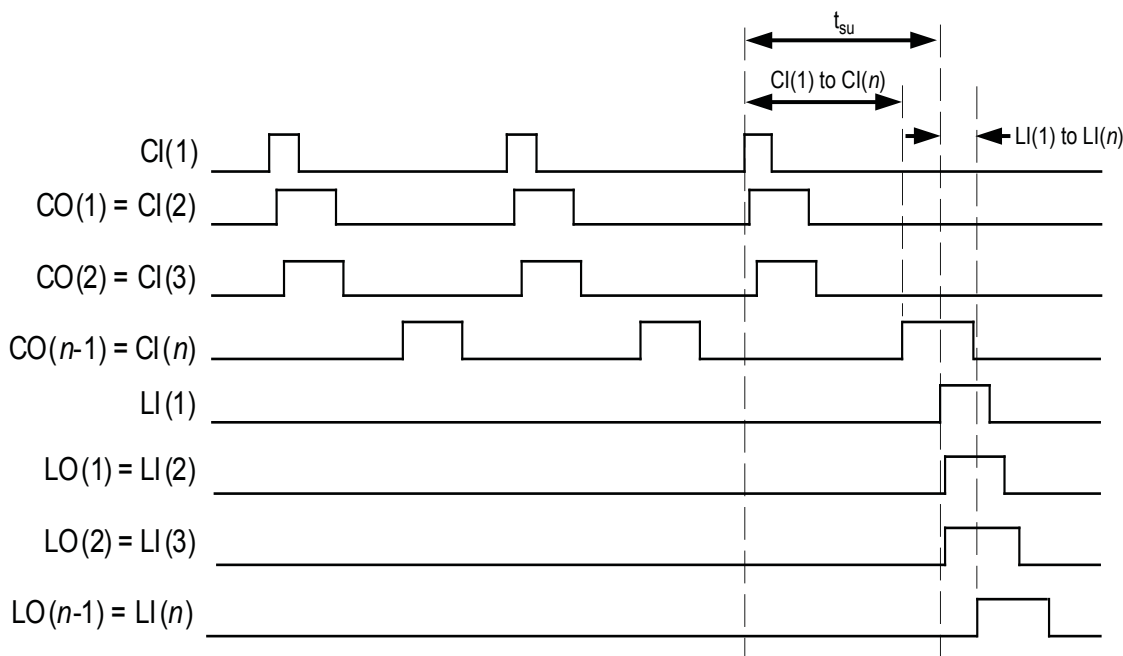 t_su
CI(1) to CI(n)
LI(1) to LI(n)
CI(1)
CO(1) = CI(2)
CO(2) = CI(3)
CO(n-1) = CI(n)
LI(1)
LO(1) = LI(2)
LO(2) = LI(3)
LO(n-1) = LI(n)